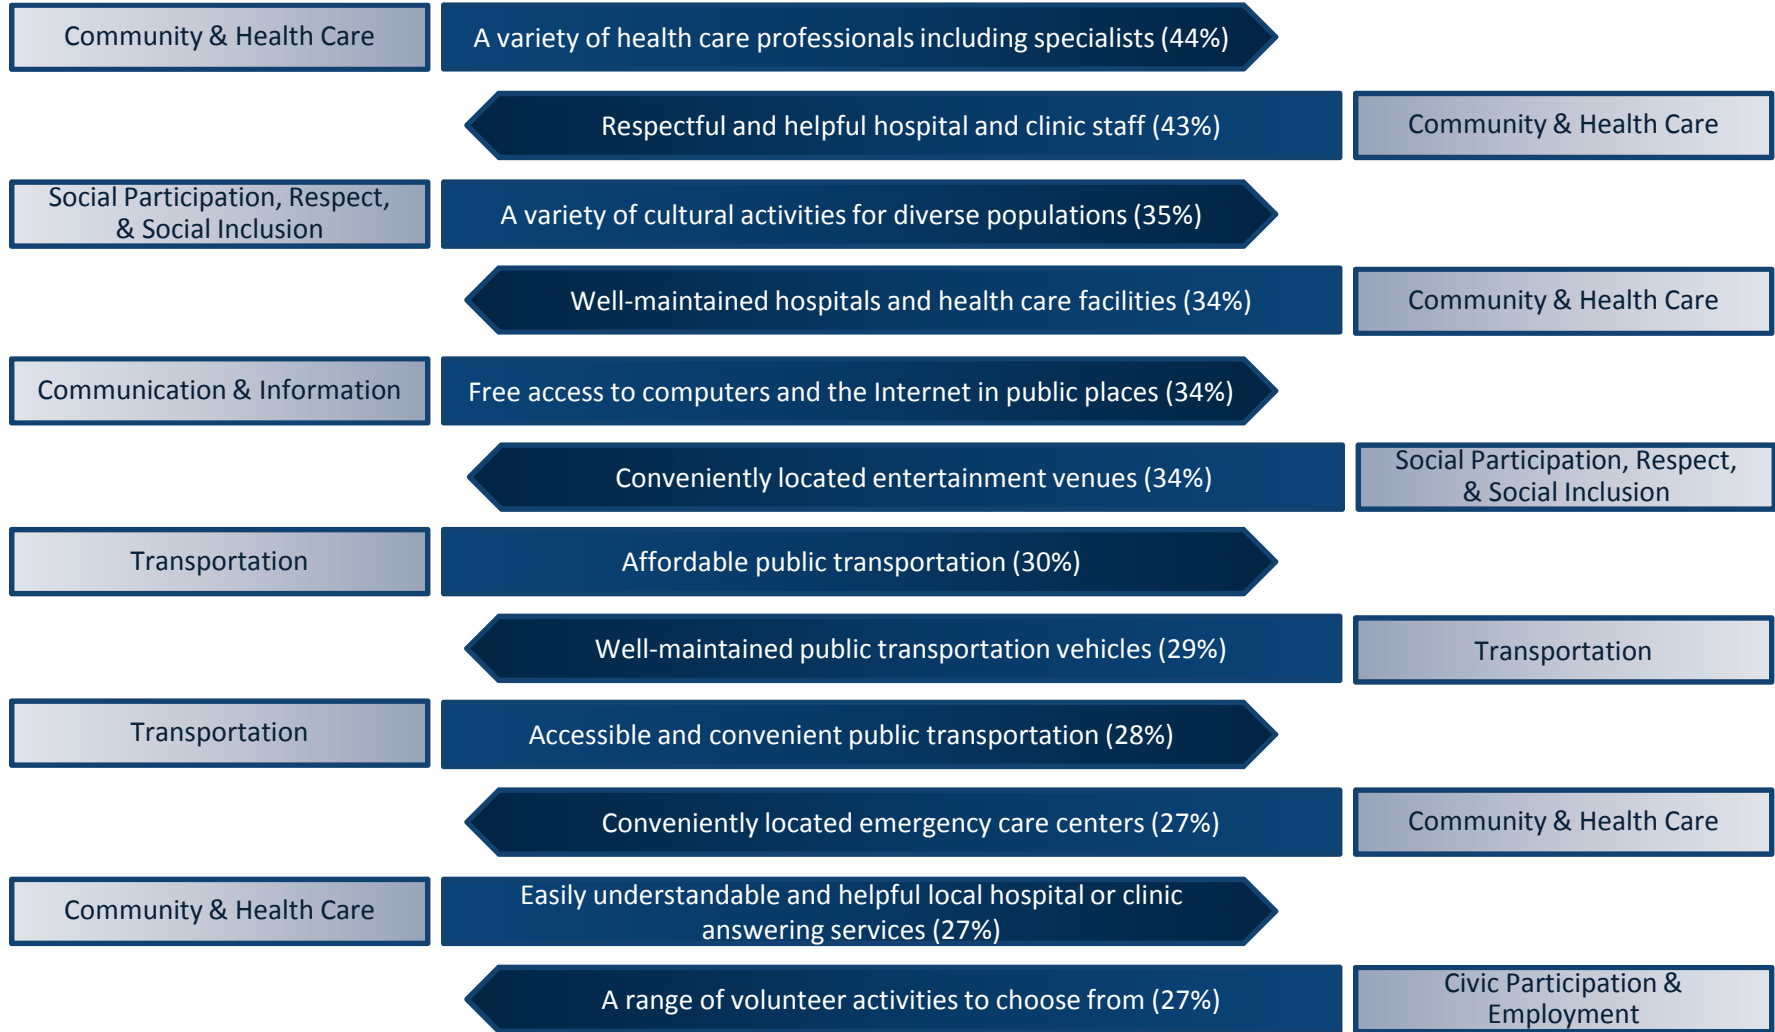 Community & Health Care
A variety of health care professionals including specialists (44%)
Respectful and helpful hospital and clinic staff (43%)
Community & Health Care
Social Participation, Respect,
& Social Inclusion
A variety of cultural activities for diverse populations (35%)
Well-maintained hospitals and health care facilities (34%)
Community & Health Care
Communication & Information
Free access to computers and the Internet in public places (34%)
Conveniently located entertainment venues (34%)
Social Participation, Respect,
& Social Inclusion
Transportation
Affordable public transportation (30%)
Well-maintained public transportation vehicles (29%)
Transportation
Transportation
Accessible and convenient public transportation (28%)
Conveniently located emergency care centers (27%)
Community & Health Care
Community & Health Care
Easily understandable and helpful local hospital or clinic
answering services (27%)
A range of volunteer activities to choose from (27%)
Civic Participation &
Employment